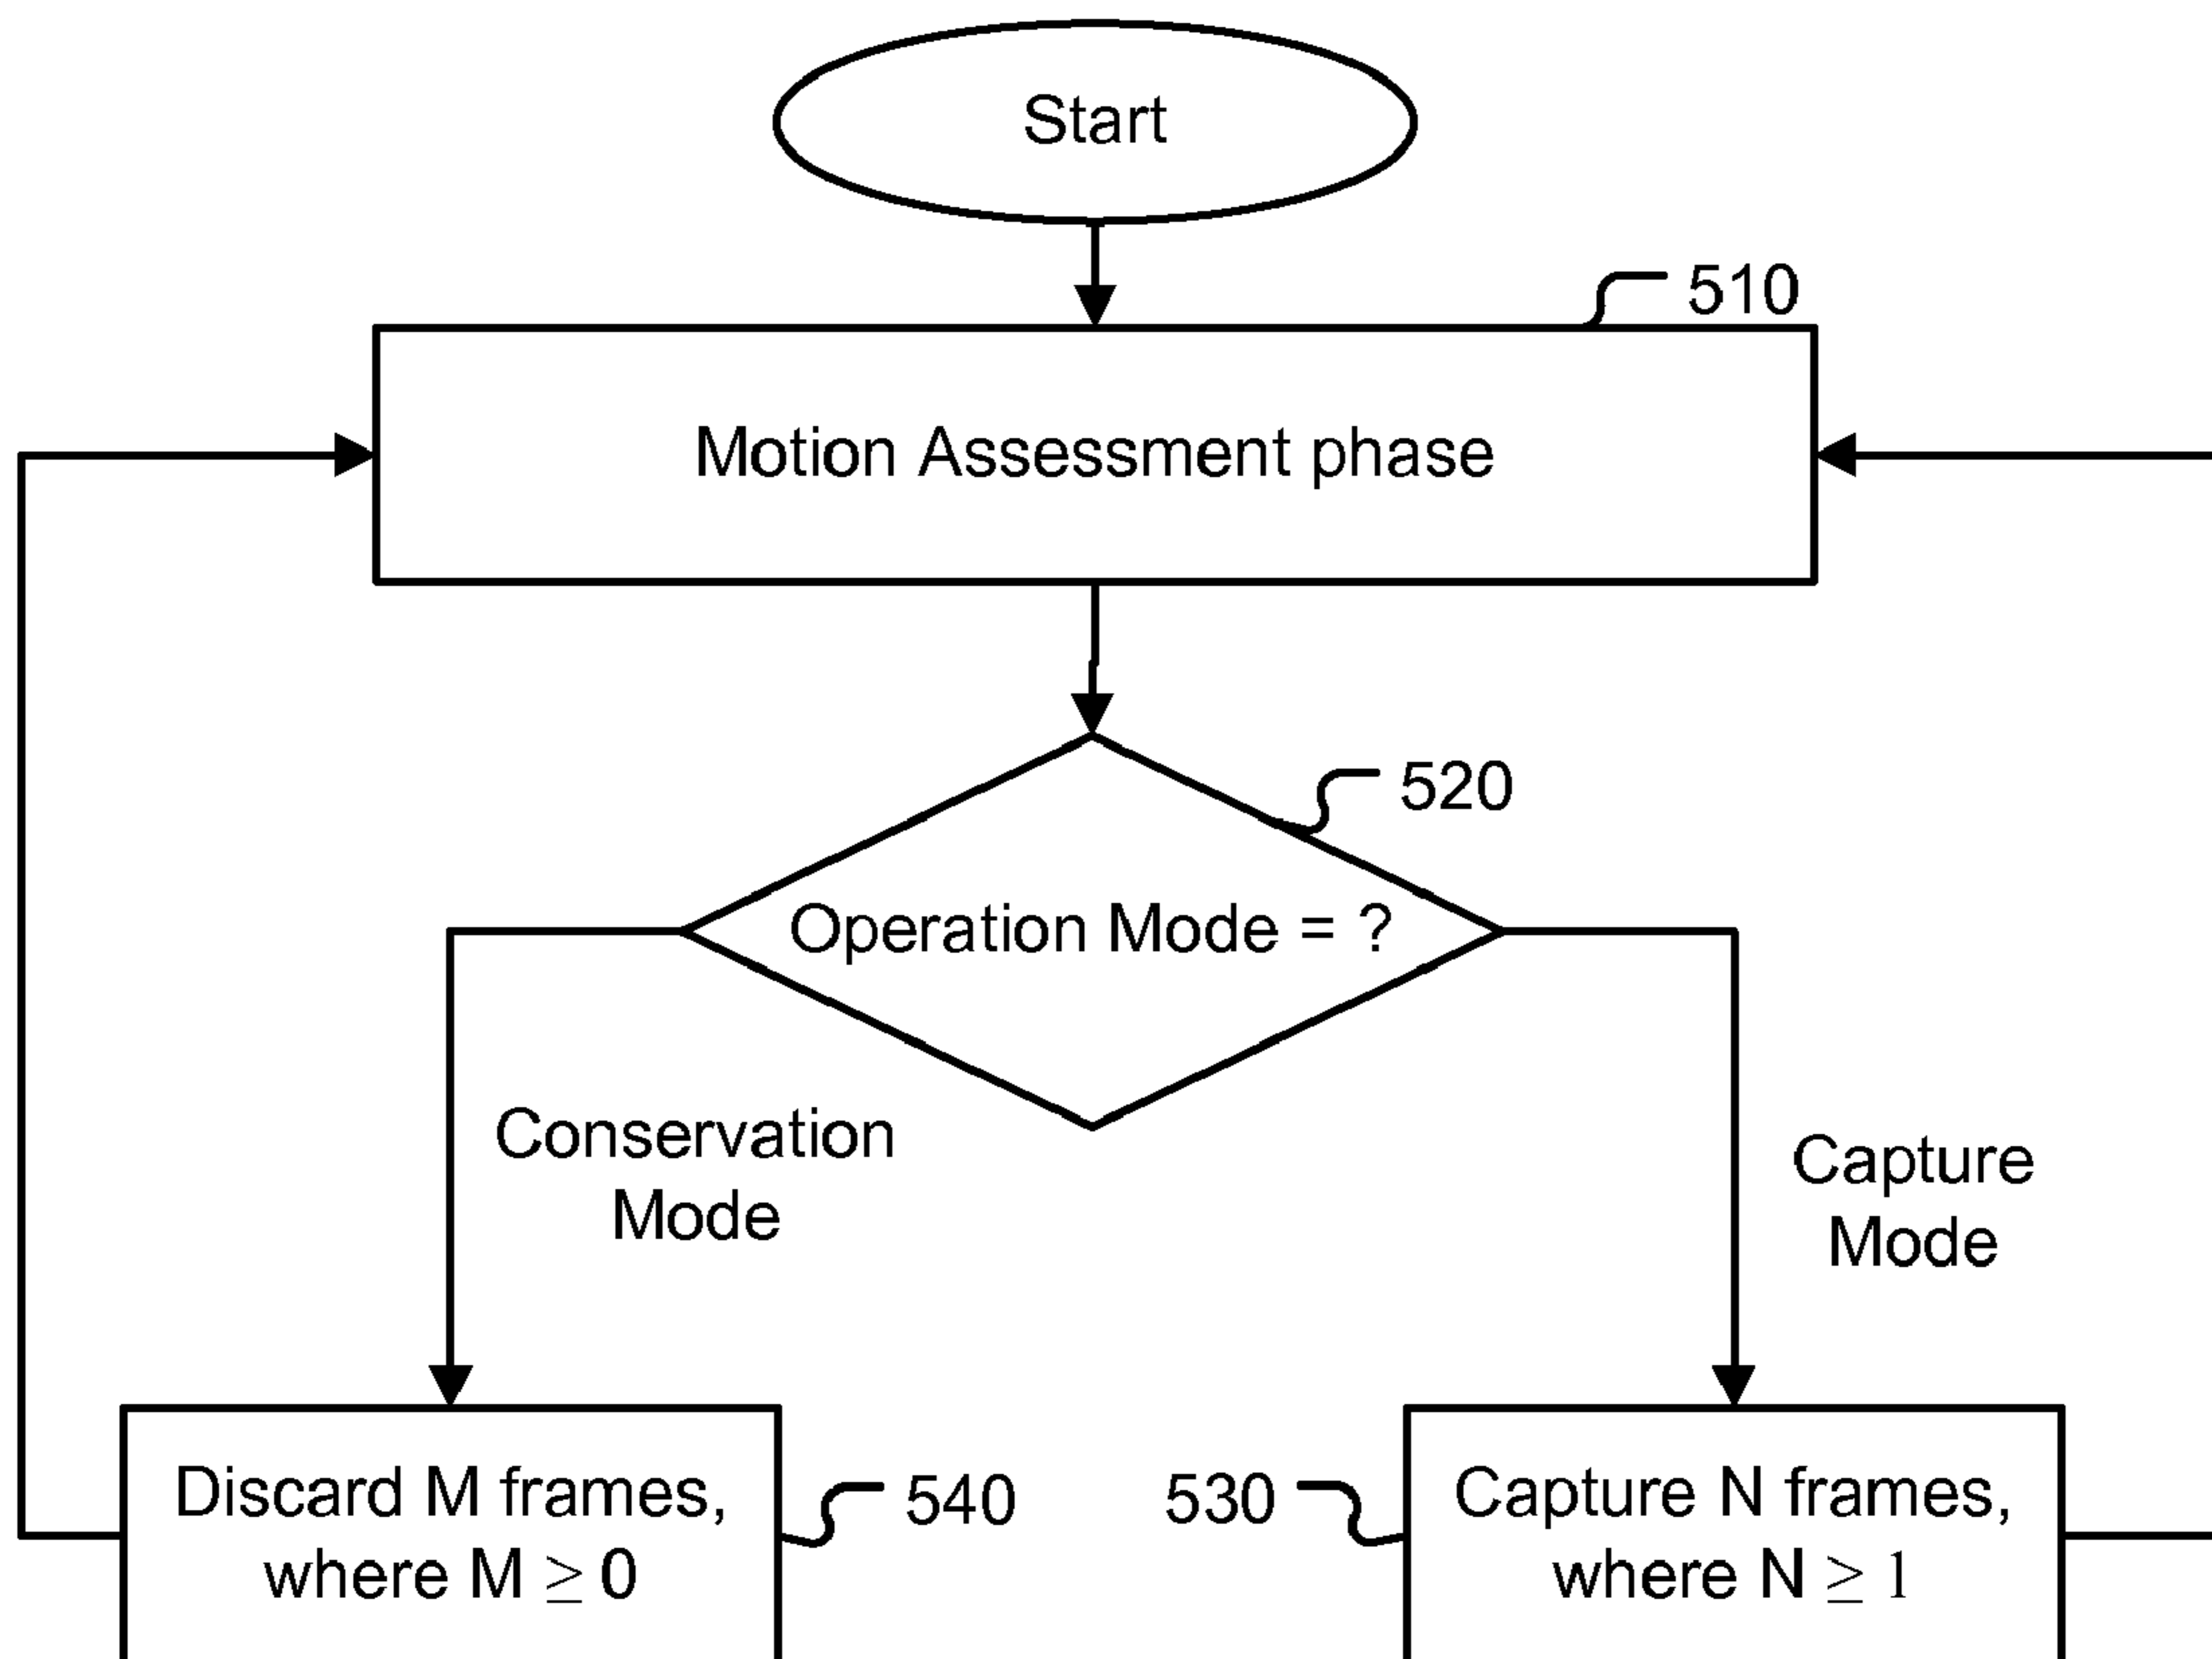 Start
510
Motion Assessment phase
520
Operation Mode = ?
Conservation
Mode
Capture
Mode
Discard M frames,
where M ≥ 0
540
530
Capture N frames,
where N ≥ 1